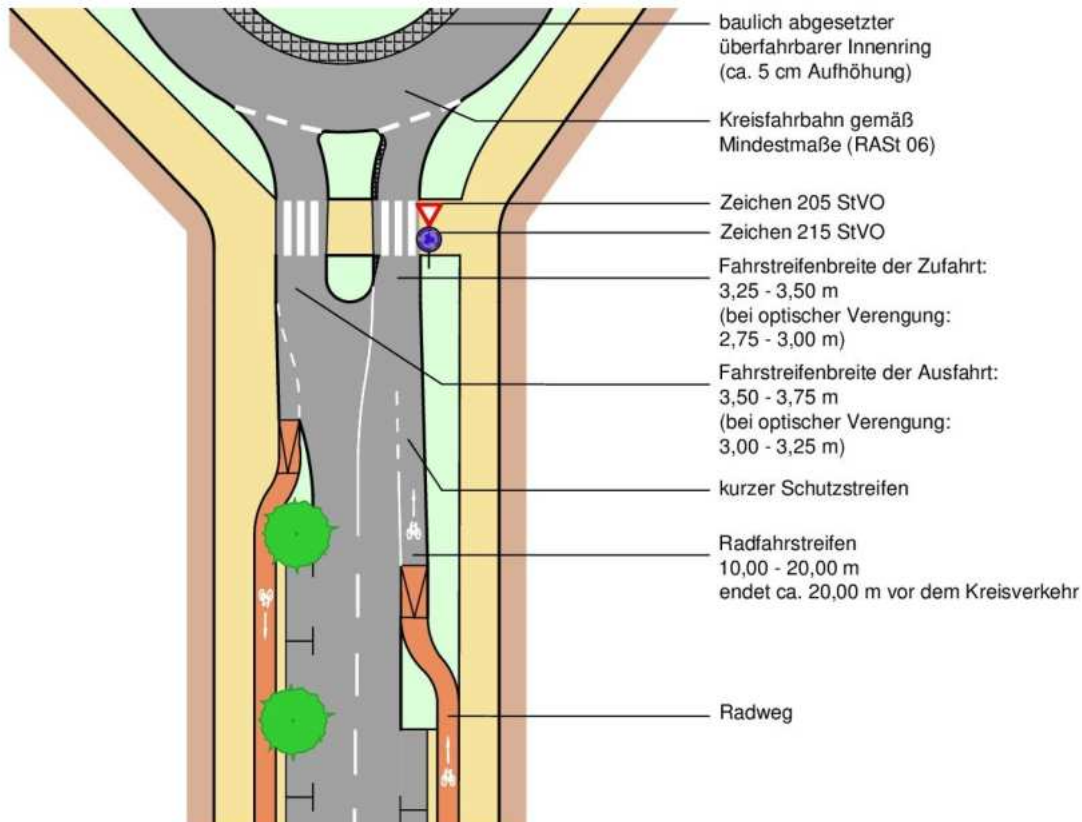 baulich abgesetzter
überfahrbarer Innenring
(ca. 5 cm Aufhöhung)
Kreisfahrbahn gemäß
Mindestmaße (RASt 06)
Zeichen 205 StVO
Zeichen 215 StVO
Fahrstreifenbreite der Zufahrt:
3,25 - 3,50 m
(bei optischer Verengung:
2,75 - 3,00 m)
Fahrstreifenbreite der Ausfahrt:
3,50 - 3,75 m
(bei optischer Verengung:
3,00 - 3,25 m)
kurzer Schutzstreifen
Radfahrstreifen
10,00 - 20,00 m
endet ca. 20,00 m vor dem Kreisverkehr
Radweg